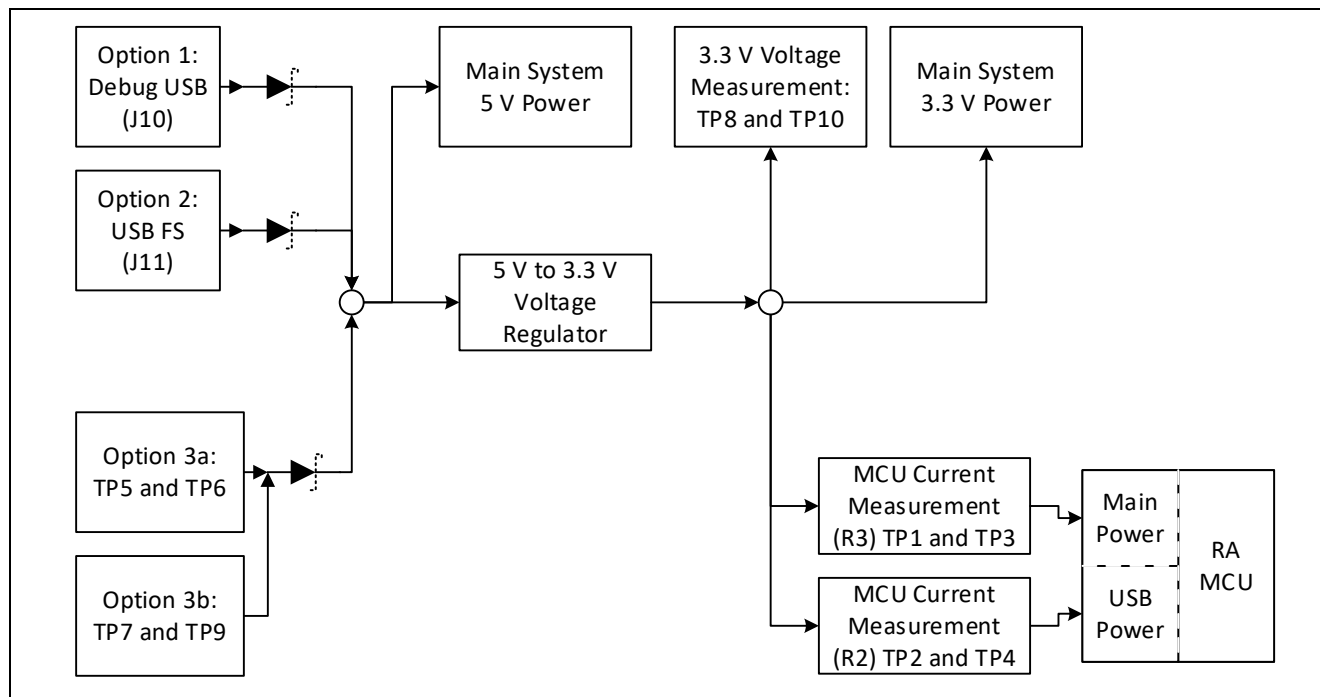 Option 1:
Debug USB
(J10)
Main System
5 V Power
3.3 V Voltage
Measurement:
TP8 and TP10
Main System
3.3 V Power
Option 2:
USB FS
(J11)
5 V to 3.3 V
Voltage
Regulator
Option 3a:
TP5 and TP6
MCU Current
Measurement
(R3) TP1 and TP3
Main
Power
RA
MCU
Option 3b:
TP7 and TP9
MCU Current
Measurement
(R2) TP2 and TP4
USB
Power